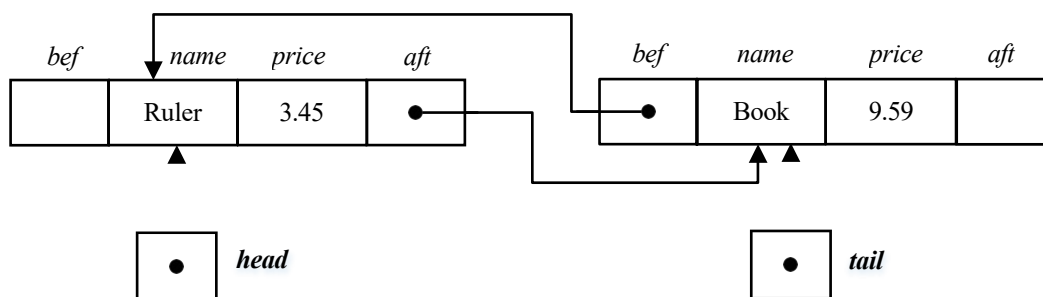 bef name price aft bef name price aft
Ruler 3.45 Book 9.59
head tail